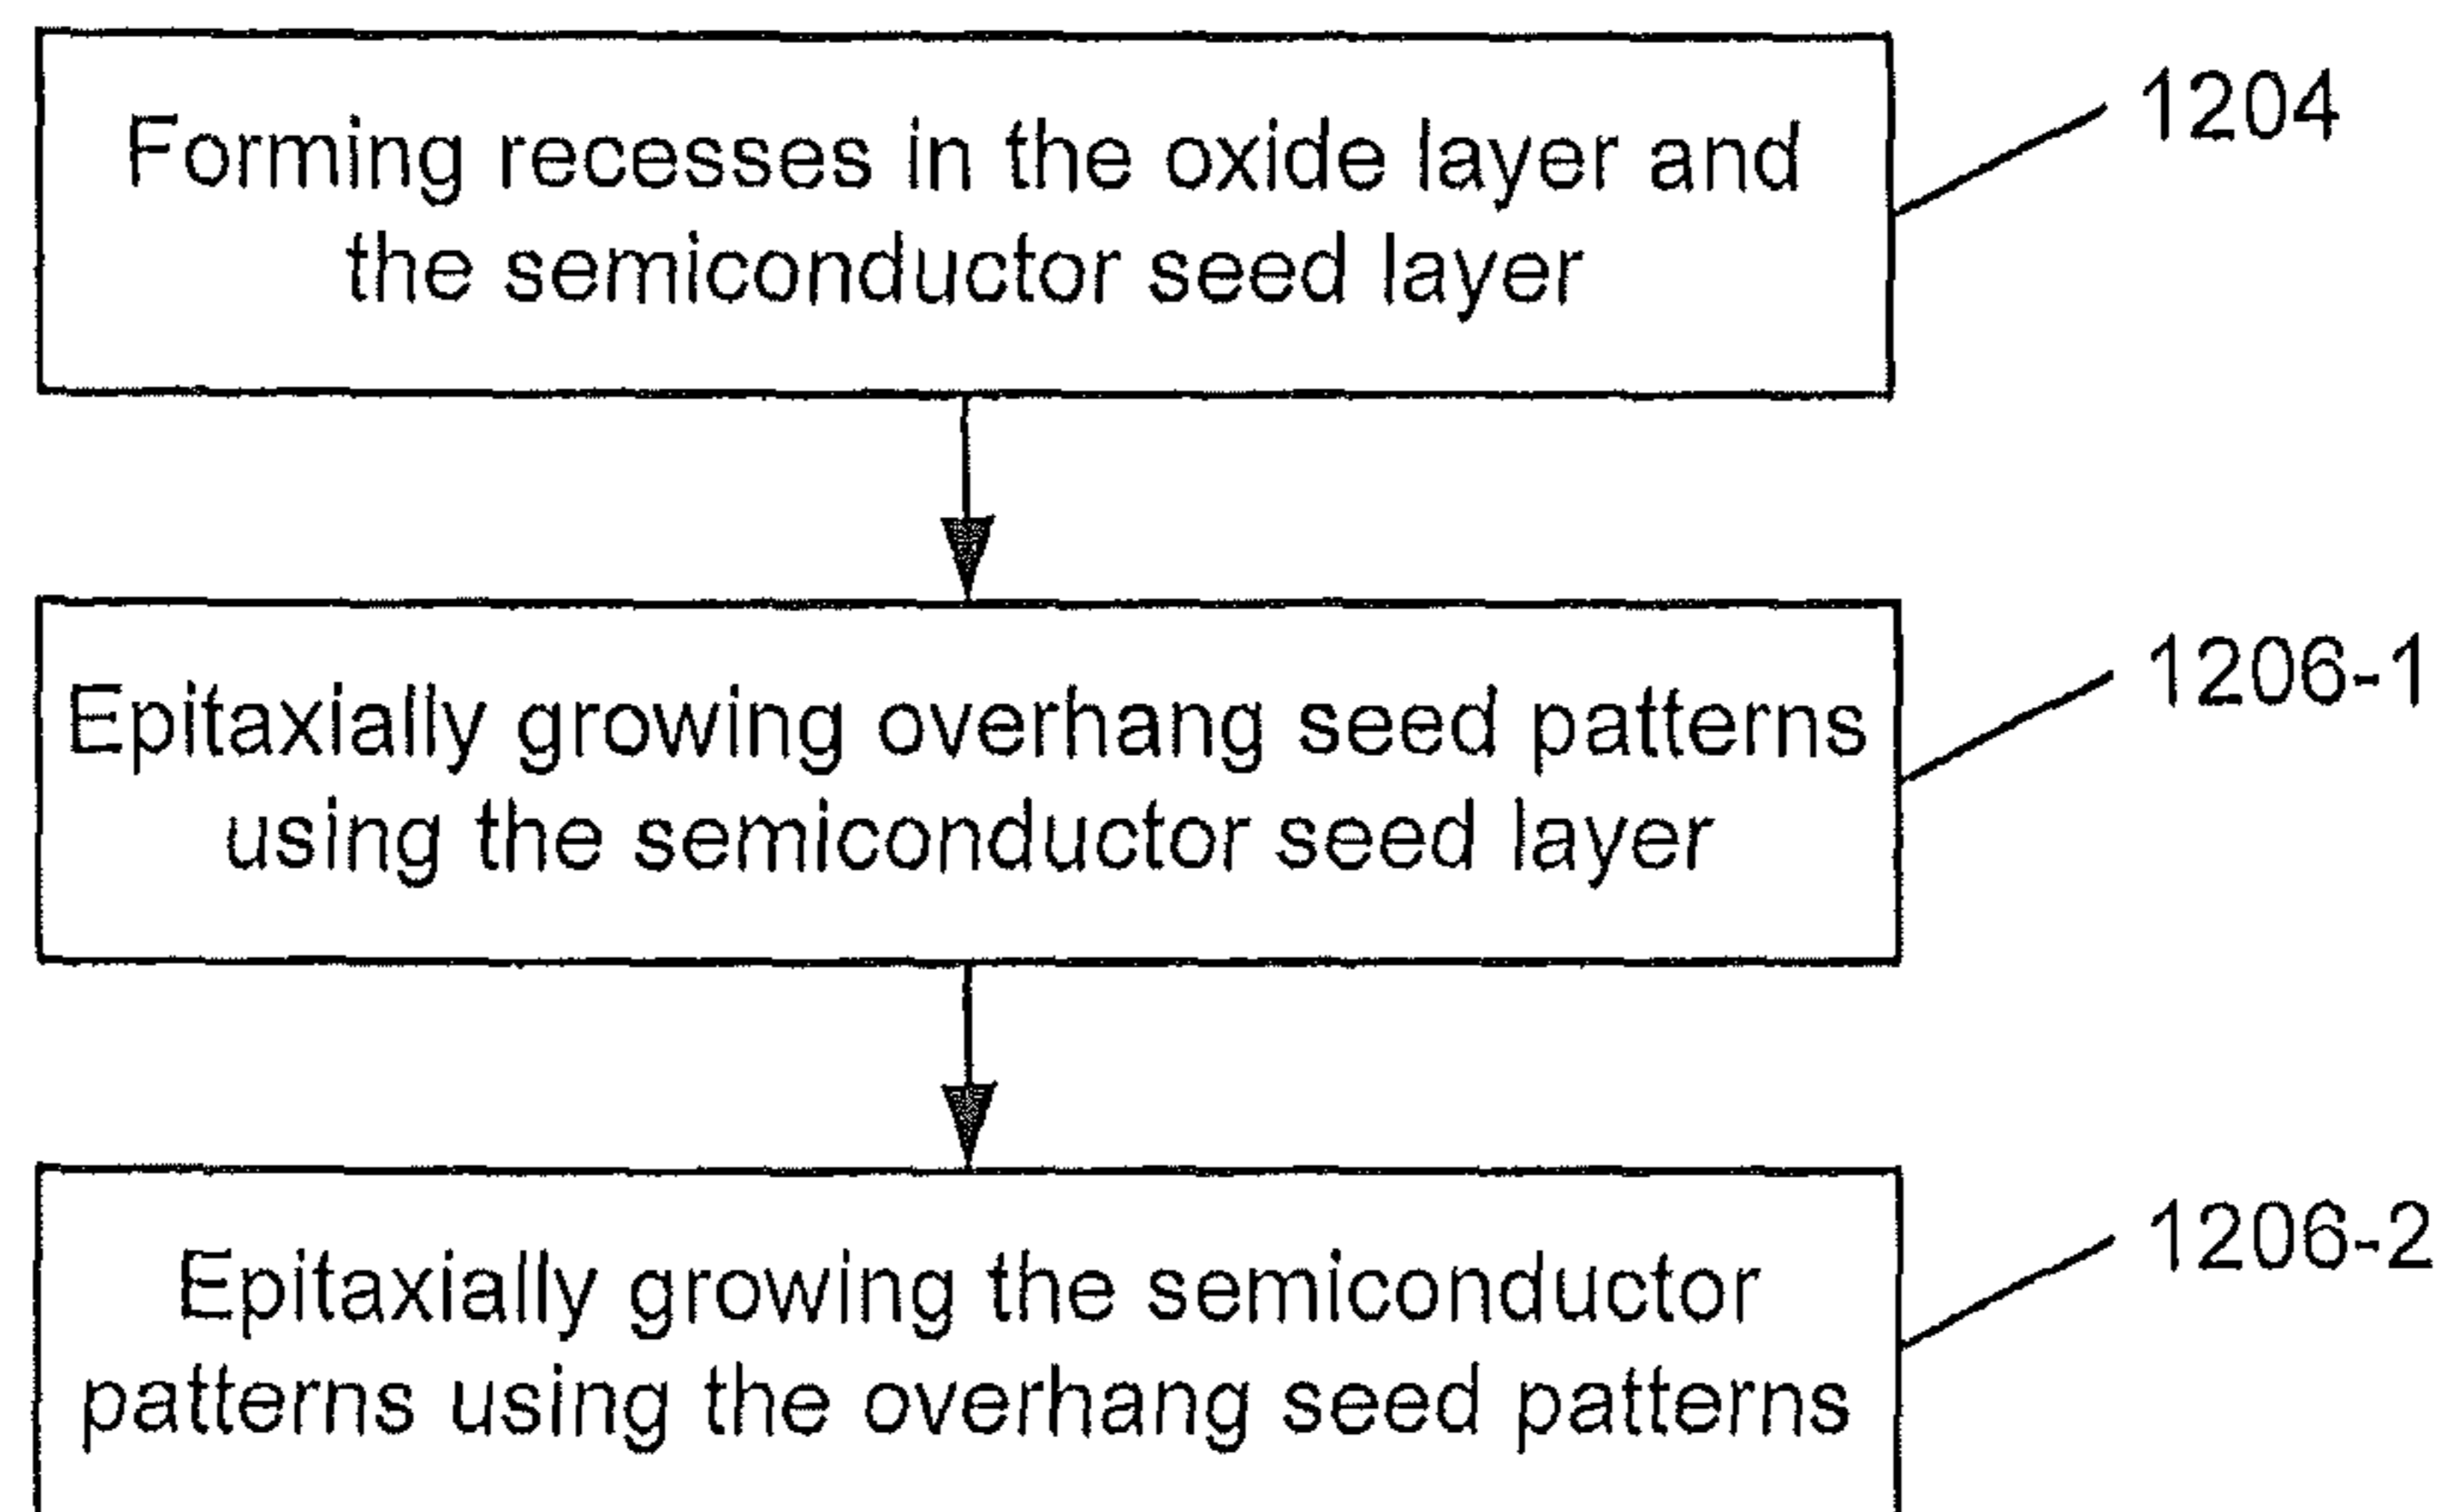 Forming recesses in the oxide layer and
the semiconductor seed layer
1204
Epitaxially growing overhang seed patterns
using the semiconductor seed layer
1206-1
Epitaxially growing the semiconductor
patterns using the overhang seed patterns
1206-2